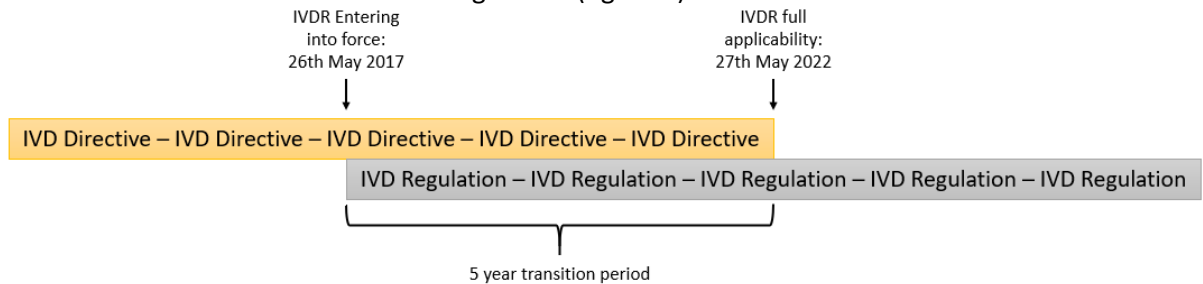 IVDR Entering
into force:
26th May 2017
IVDR full
applicability:
27th May 2022
IVD Directive – IVD Directive – IVD Directive – IVD Directive – IVD Directive
IVD Regulation – IVD Regulation – IVD Regulation – IVD Regulation – IVD Regulation
5 year transition period